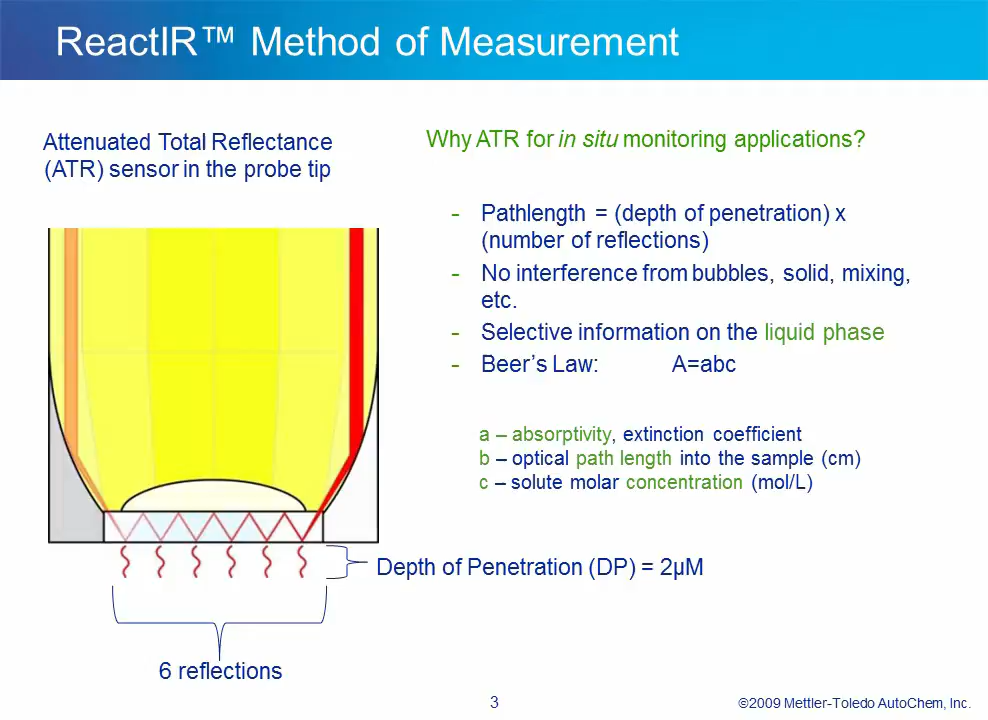 ReactIR™ Method of Measurement
Attenuated Total Reflectance
(ATR) sensor in the probe tip
Why ATR for in situ monitoring applications?
- Pathlength = (depth of penetration) x
(number of reflections)
- No interference from bubbles, solid, mixing,
etc.
- Selective information on the liquid phase
- Beer’s Law: A=abc
a – absorptivity, extinction coefficient
b – optical path length into the sample (cm)
c – solute molar concentration (mol/L)
Depth of Penetration (DP) = 2µM
6 reflections
3
©2009 Mettler-Toledo AutoChem, Inc.